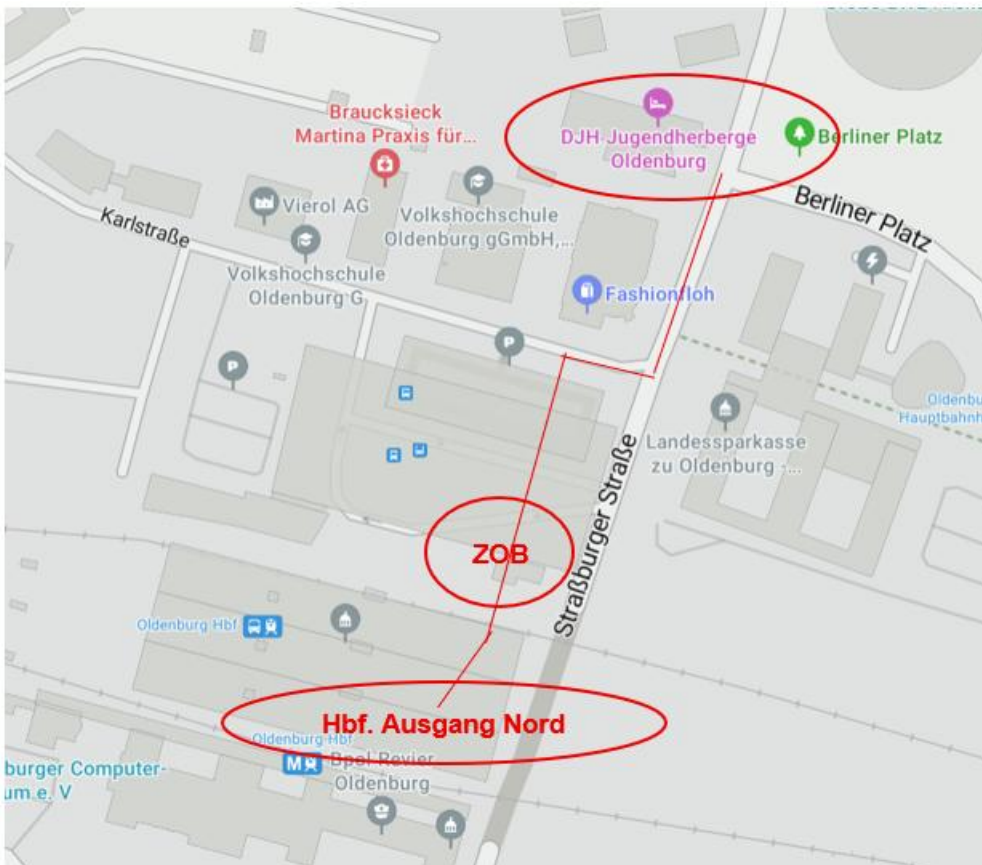 Braucksieck
Martina Praxis für...
DJH Jugendherberge
Oldenburg
Berliner Platz
Berliner Platz
Karlstraße
Vierol AG
Volkshochschule
Oldenburg gGmbH,...
Volkshochschule
Oldenburg G
Fashionfloh
P
P
Landessparkasse
zu Oldenburg -...
Oldenbu
Hauptbahnh
ZOB
Straßburger Straße
Oldenburg Hbf
Hbf. Ausgang Nord
Oldenburg Hbf
M
Bpol Revier
Oldenburg
burger Computer-
um e. V